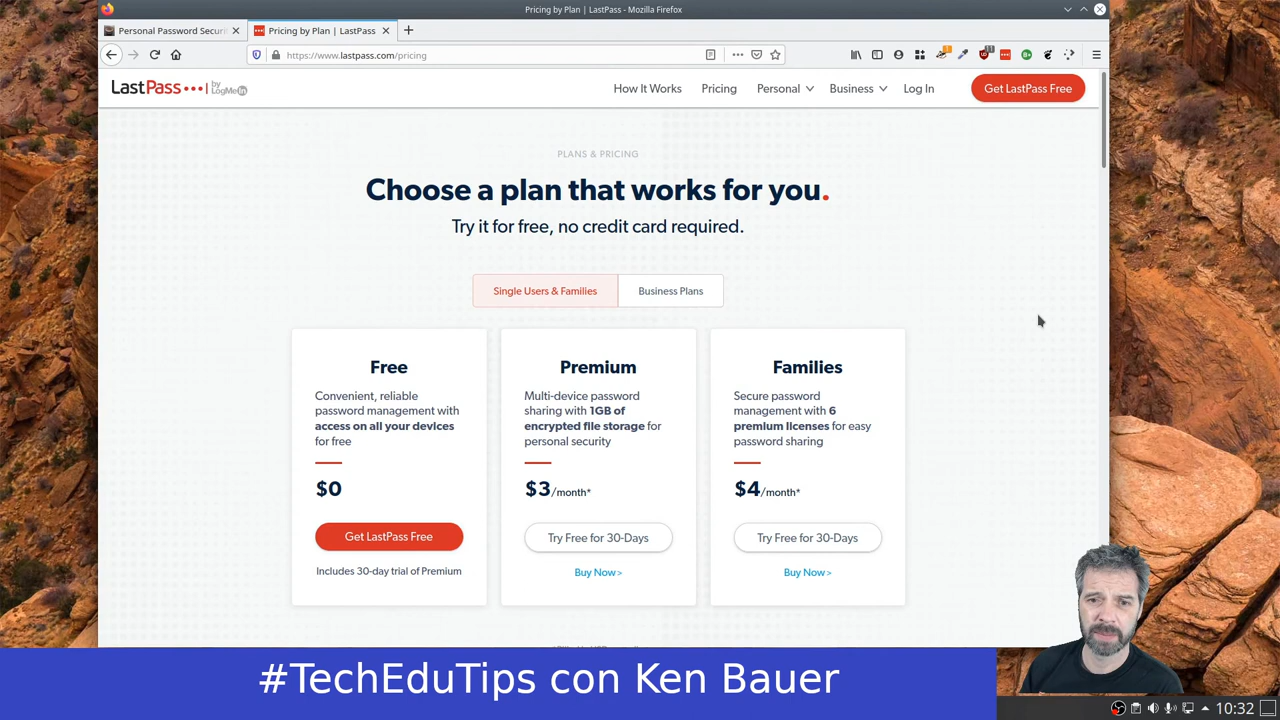 Pricing by Plan | LastPass - Mozilla Firefox
Personal Password Securi
Pricing by Plan | LastPass
https://www.lastpass.com/pricing
LastPass
by LogMeIn
How It Works
Pricing
Personal
Business
Log In
Get LastPass Free
PLANS & PRICING
Choose a plan that works for you.
Try it for free, no credit card required.
Single Users & Families
Business Plans
Free
Convenient, reliable
password management with
access on all your devices
for free
$0
Get LastPass Free
Includes 30-day trial of Premium
Premium
Multi-device password
sharing with 1GB of
encrypted file storage for
personal security
$3/month*
Try Free for 30-Days
Buy Now >
Families
Secure password
management with 6
premium licenses for easy
password sharing
$4/month*
Try Free for 30-Days
Buy Now >
#TechEduTips con Ken Bauer
10:32